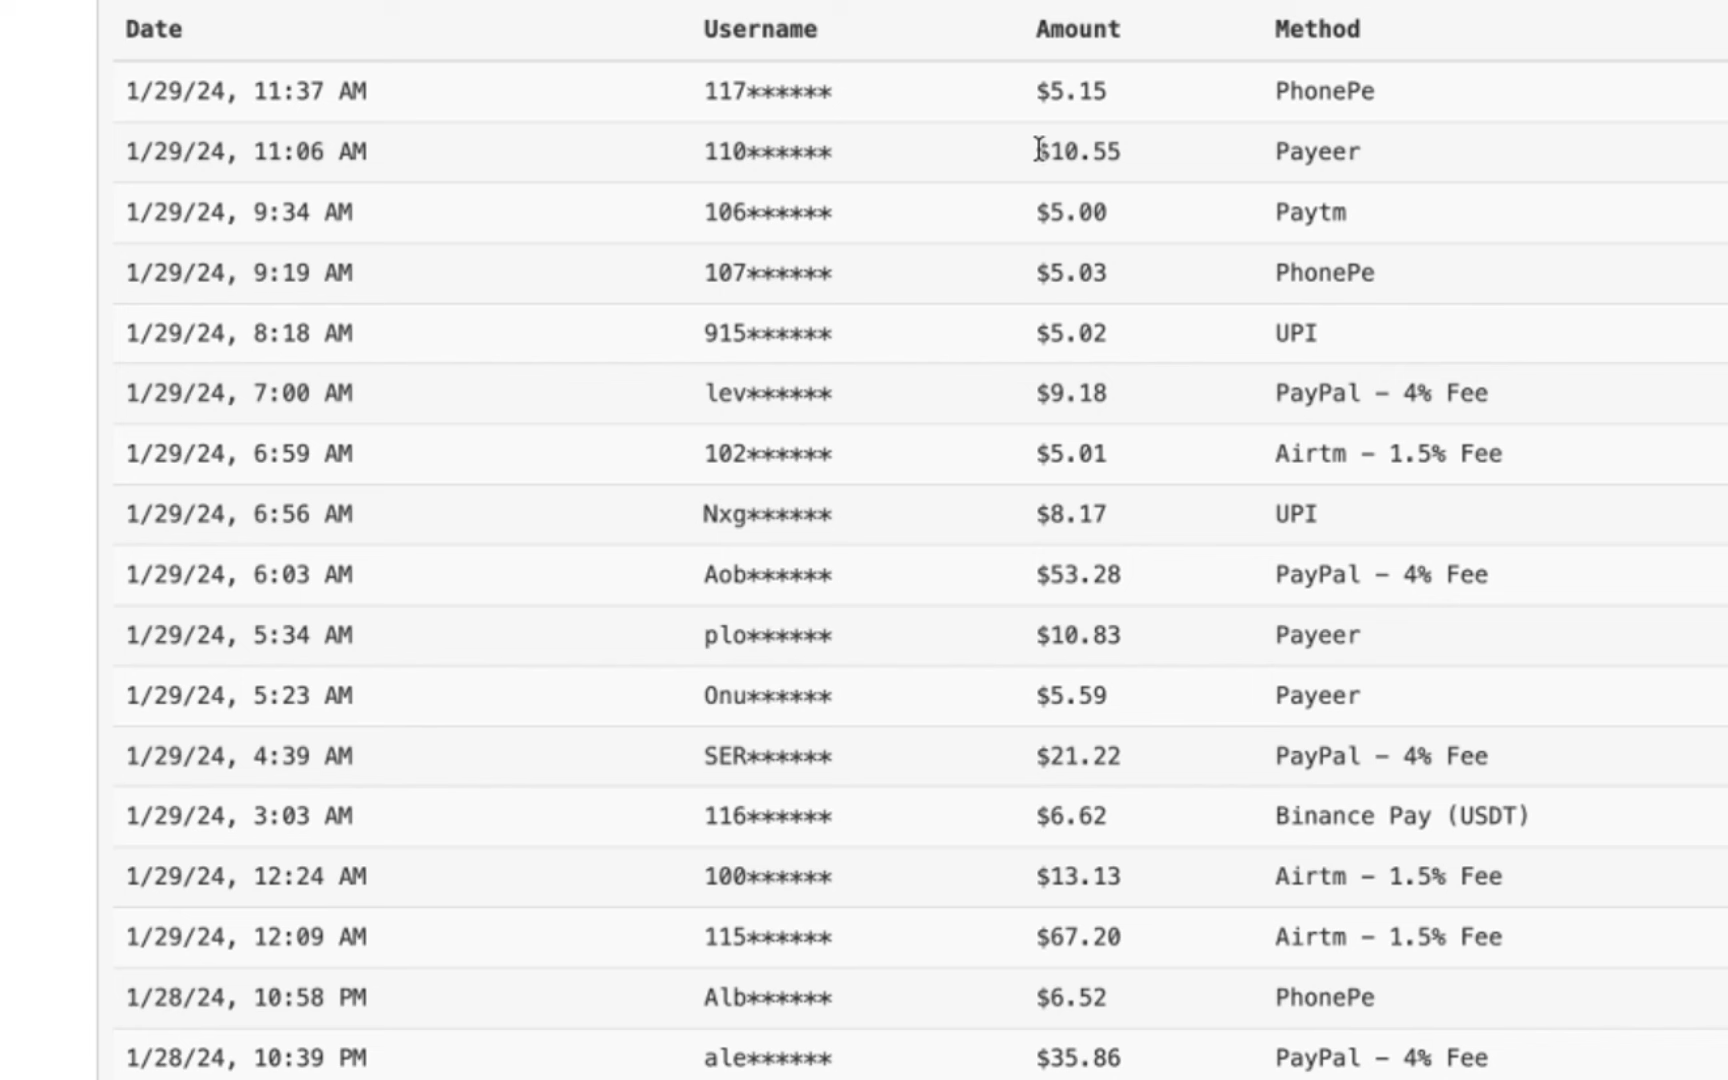 Date Username Amount Method
1/29/24, 11:37 AM 117****** $5.15 PhonePe
1/29/24, 11:06 AM 110****** $10.55 Payeer
1/29/24, 9:34 AM 106****** $5.00 Paytm
1/29/24, 9:19 AM 107****** $5.03 PhonePe
1/29/24, 8:18 AM 915****** $5.02 UPI
1/29/24, 7:00 AM lev****** $9.18 PayPal – 4% Fee
1/29/24, 6:59 AM 102****** $5.01 Airtm – 1.5% Fee
1/29/24, 6:56 AM Nxg****** $8.17 UPI
1/29/24, 6:03 AM Aob****** $53.28 PayPal – 4% Fee
1/29/24, 5:34 AM plo****** $10.83 Payeer
1/29/24, 5:23 AM Onu****** $5.59 Payeer
1/29/24, 4:39 AM SER****** $21.22 PayPal – 4% Fee
1/29/24, 3:03 AM 116****** $6.62 Binance Pay (USDT)
1/29/24, 12:24 AM 100****** $13.13 Airtm – 1.5% Fee
1/29/24, 12:09 AM 115****** $67.20 Airtm – 1.5% Fee
1/28/24, 10:58 PM Alb****** $6.52 PhonePe
1/28/24, 10:39 PM ale****** $35.86 PayPal – 4% Fee